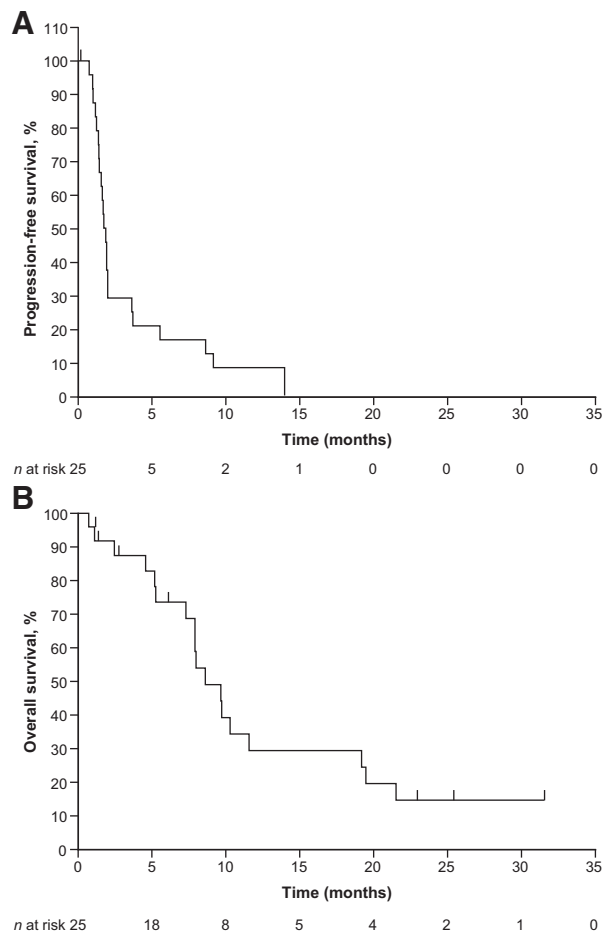 A
Progression-free survival, %
110
100
90
80
70
60
50
40
30
20
10
0
0 5 10 15 20 25 30 35
Time (months)
n at risk 25 5 2 1 0 0 0 0
B
Overall survival, %
100
90
80
70
60
50
40
30
20
10
0
0 5 10 15 20 25 30 35
Time (months)
n at risk 25 18 8 5 4 2 1 0